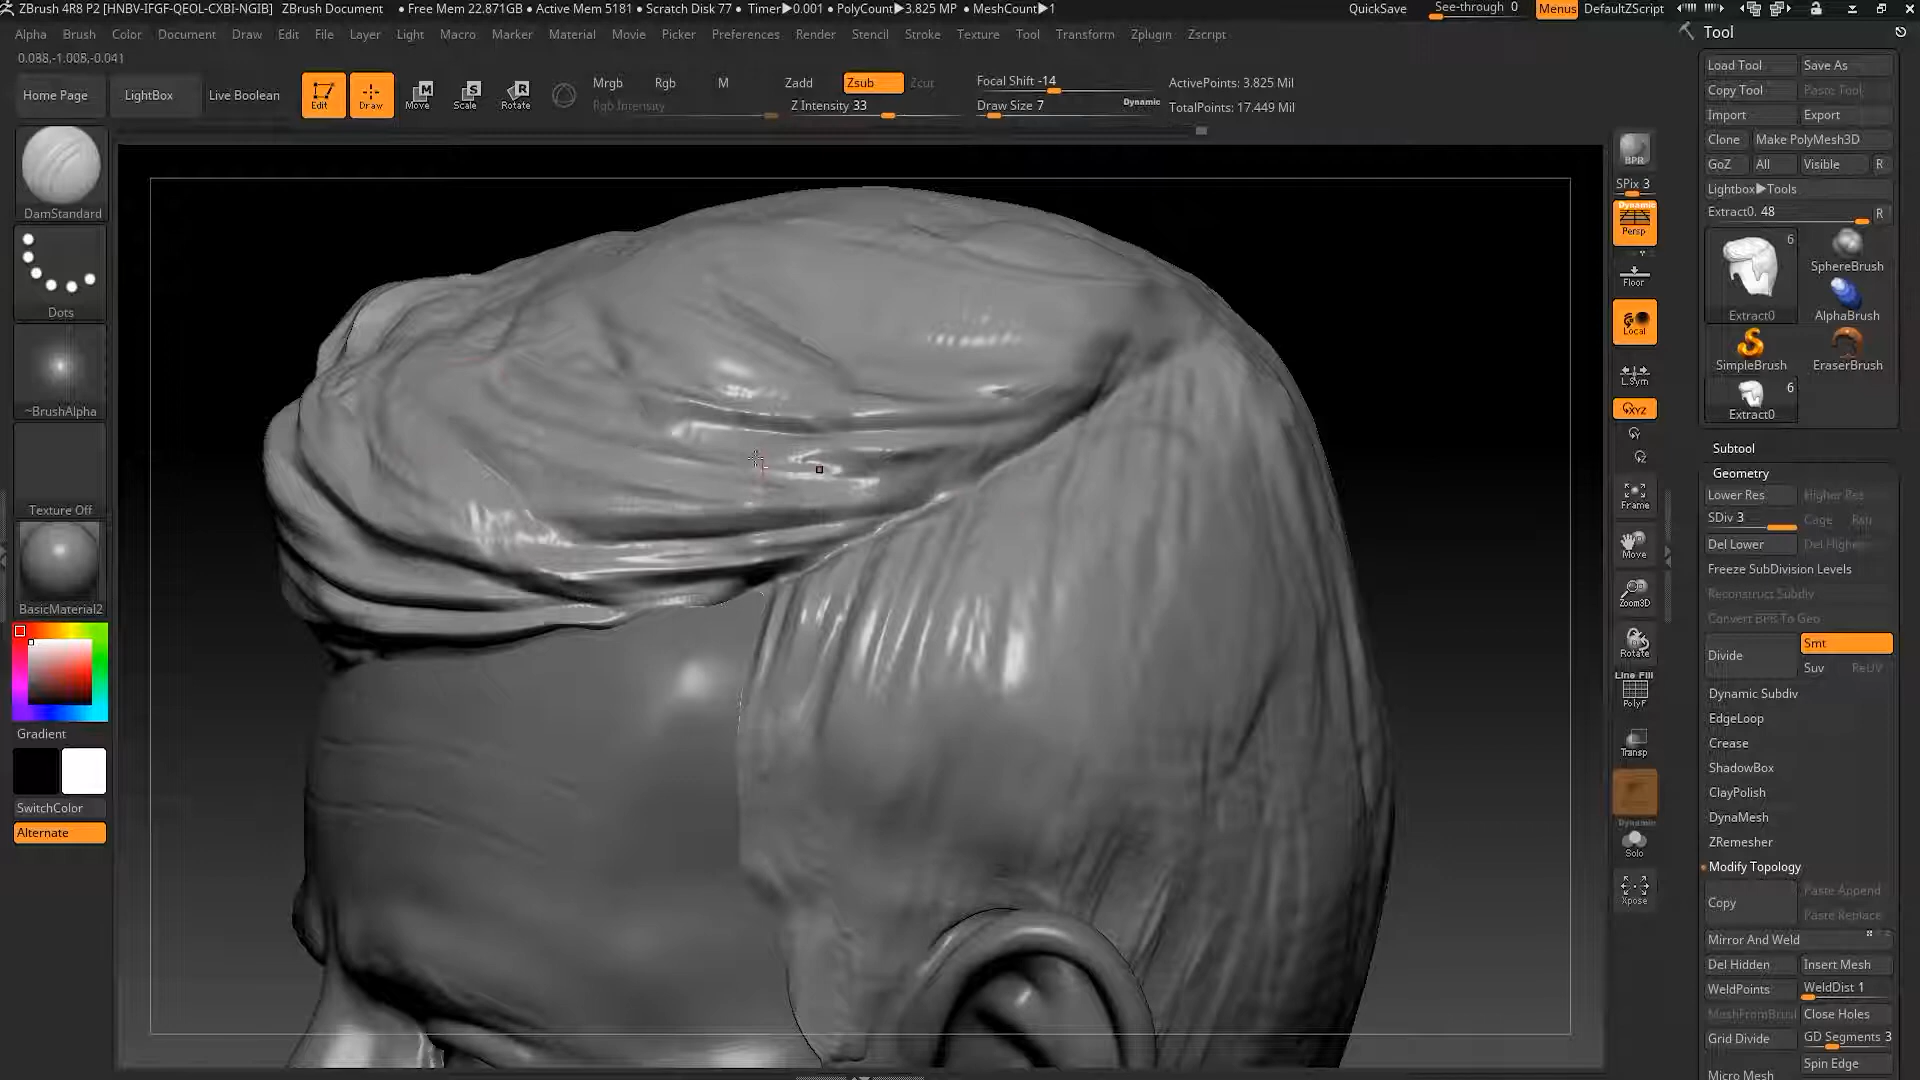 ZBrush 4R8 P2 [HNBV-IFGF-QEOL-CXBI-NGIB] ZBrush Document • Free Mem 22.871GB • Active Mem 5181 • Scratch Disk 77 • Timer▶0.001 • PolyCount▶3.825 MP • MeshCount▶1 QuickSave See-through 0 Menus DefaultZScript
Alpha Brush Color Document Draw Edit File Layer Light Macro Marker Material Movie Picker Preferences Render Stencil Stroke Texture Tool Transform Zplugin Zscript
0.088,-1.008,-0.041
Home Page LightBox Live Boolean
Edit Draw Move Scale Rotate
Mrgb Rgb M
Rgb Intensity
Zadd Zsub Zcut
Z Intensity 33
Focal Shift -14
Draw Size 7 Dynamic
ActivePoints: 3.825 Mil
TotalPoints: 17.449 Mil
DamStandard
Dots
~BrushAlpha
Texture Off
BasicMaterial2
Gradient
SwitchColor
Alternate
BPR
SPix 3
Dynamic
Persp
Floor
Local
L.Sym
XYZ
Frame
Move
Zoom3D
Rotate
Line Fill
PolyF
Transp
Dynamic
Solo
Xpose
Tool
Load Tool Save As
Copy Tool Paste Tool
Import Export
Clone Make PolyMesh3D
GoZ All Visible R
Lightbox▶Tools
Extract0. 48 R
6
SphereBrush
Extract0 AlphaBrush
SimpleBrush EraserBrush
6
Extract0
Subtool
Geometry
Lower Res Higher Res
SDiv 3 Cage Rstr
Del Lower Del Higher
Freeze SubDivision Levels
Reconstruct Subdiv
Convert BPR To Geo
Divide Smt
Suv ReUV
Dynamic Subdiv
EdgeLoop
Crease
ShadowBox
ClayPolish
DynaMesh
ZRemesher
Modify Topology
Copy Paste Append
Paste Replace
Mirror And Weld
Del Hidden Insert Mesh
WeldPoints WeldDist 1
MeshFromBrus Close Holes
Grid Divide GD Segments 3
Spin Edge
Micro Mesh